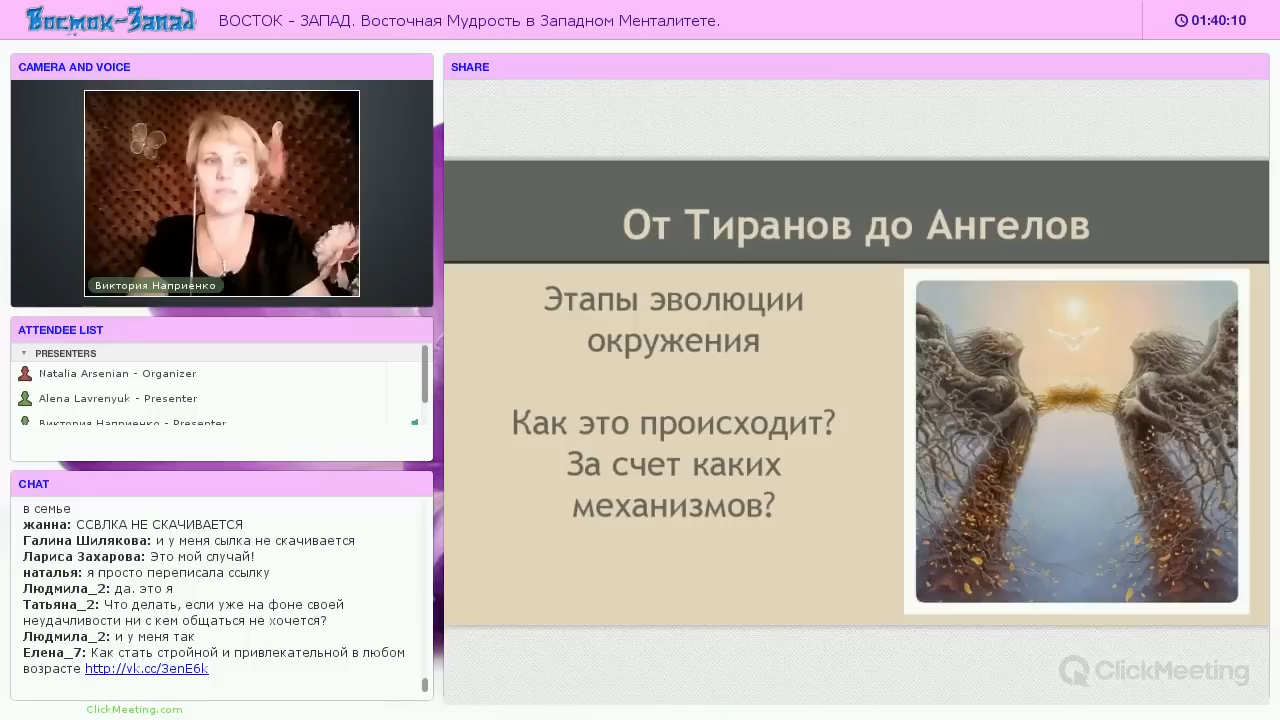 Восток-Запад
ВОСТОК - ЗАПАД. Восточная Мудрость в Западном Менталитете.
01:40:10
CAMERA AND VOICE
Виктория Наприенко
ATTENDEE LIST
PRESENTERS
Natalia Arsenian - Organizer
Alena Lavrenyuk - Presenter
Виктория Наприенко - Presenter
CHAT
в семье
жанна: ССВЛКА НЕ СКАЧИВАЕТСЯ
Галина Шилякова: и у меня сылка не скачивается
Лариса Захарова: Это мой случай!
наталья: я просто переписала ссылку
Людмила_2: да. это я
Татьяна_2: Что делать, если уже на фоне своей
неудачливости ни с кем общаться не хочется?
Людмила_2: и у меня так
Елена_7: Как стать стройной и привлекательной в любом
возрасте http://vk.cc/3enE6k
ClickMeeting.com
SHARE
От Тиранов до Ангелов
Этапы эволюции
окружения
Как это происходит?
За счет каких
механизмов?
ClickMeeting